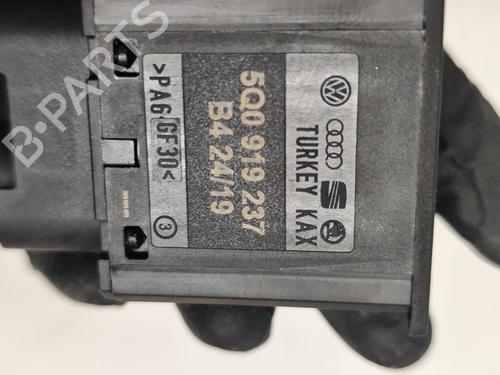 >PA6 GF30<
3
5Q0 919 237
B4 24/19
TURKEY KAX
B-PARTS